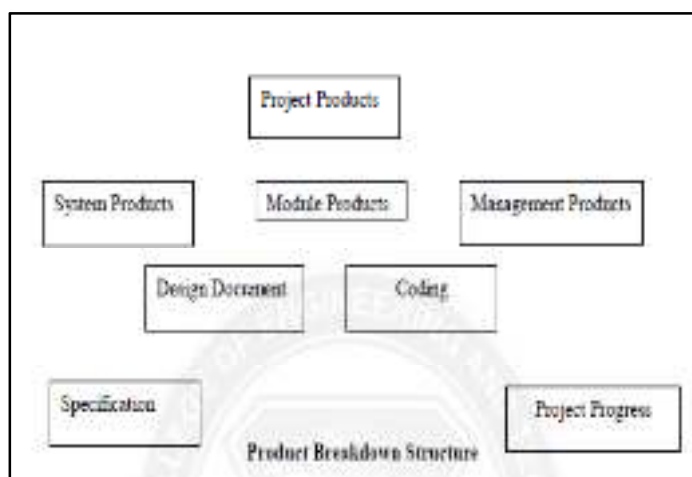 Project Products
System Products
Module Products
Management Products
Design Document
Coding
Specification
Project Progress
Product Breakdown Structure